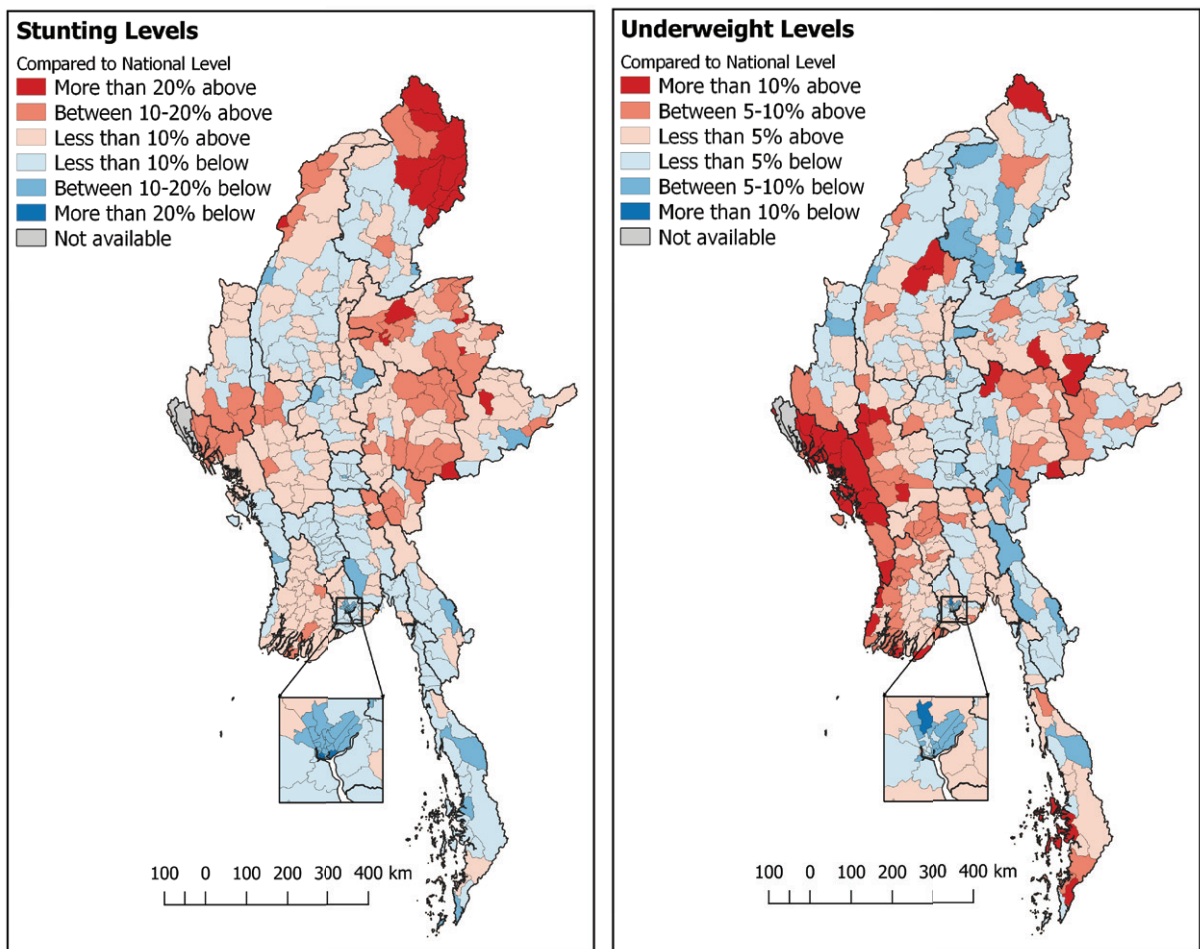 Stunting Levels
Compared to National Level
More than 20% above
Between 10-20% above
Less than 10% above
Less than 10% below
Between 10-20% below
More than 20% below
Not available
100 0 100 200 300 400 km
Underweight Levels
Compared to National Level
More than 10% above
Between 5-10% above
Less than 5% above
Less than 5% below
Between 5-10% below
More than 10% below
Not available
100 0 100 200 300 400 km